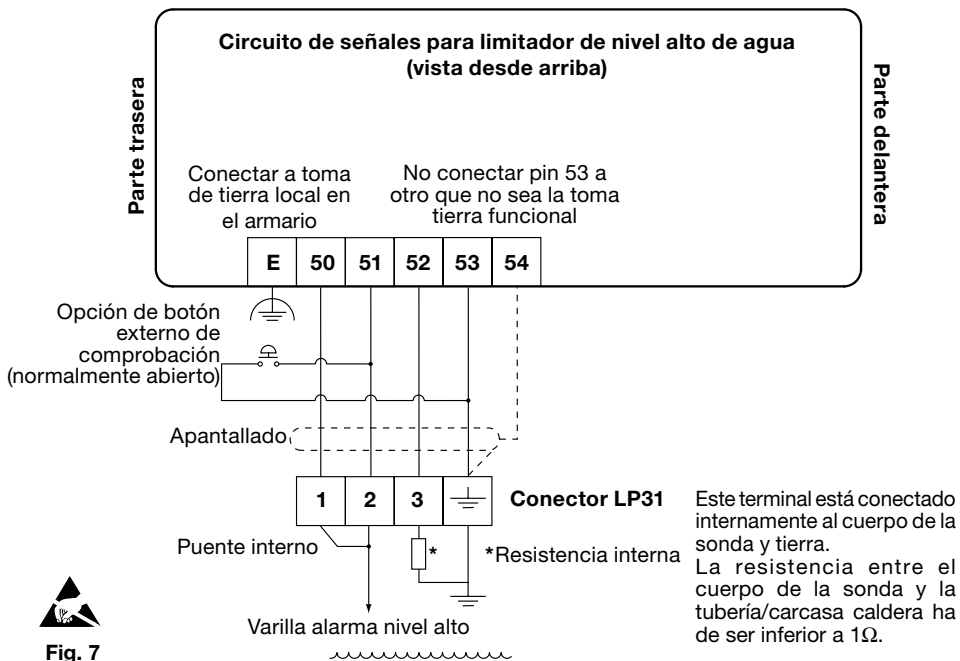 Circuito de señales para limitador de nivel alto de agua
(vista desde arriba)
Parte trasera
Parte delantera
Conectar a toma
de tierra local en
el armario
No conectar pin 53 a
otro que no sea la toma
tierra funcional
E 50 51 52 53 54
Opción de botón
externo de
comprobación
(normalmente abierto)
Apantallado
1 2 3
Conector LP31
Puente interno
*
*Resistencia interna
Varilla alarma nivel alto
Este terminal está conectado
internamente al cuerpo de la
sonda y tierra.
La resistencia entre el
cuerpo de la sonda y la
tubería/carcasa caldera ha
de ser inferior a 1Ω.
Fig. 7